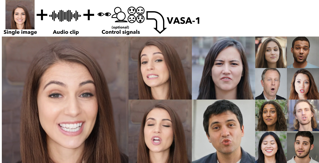 VASA-1
(optional)
Single image
Audio clip
Control signals